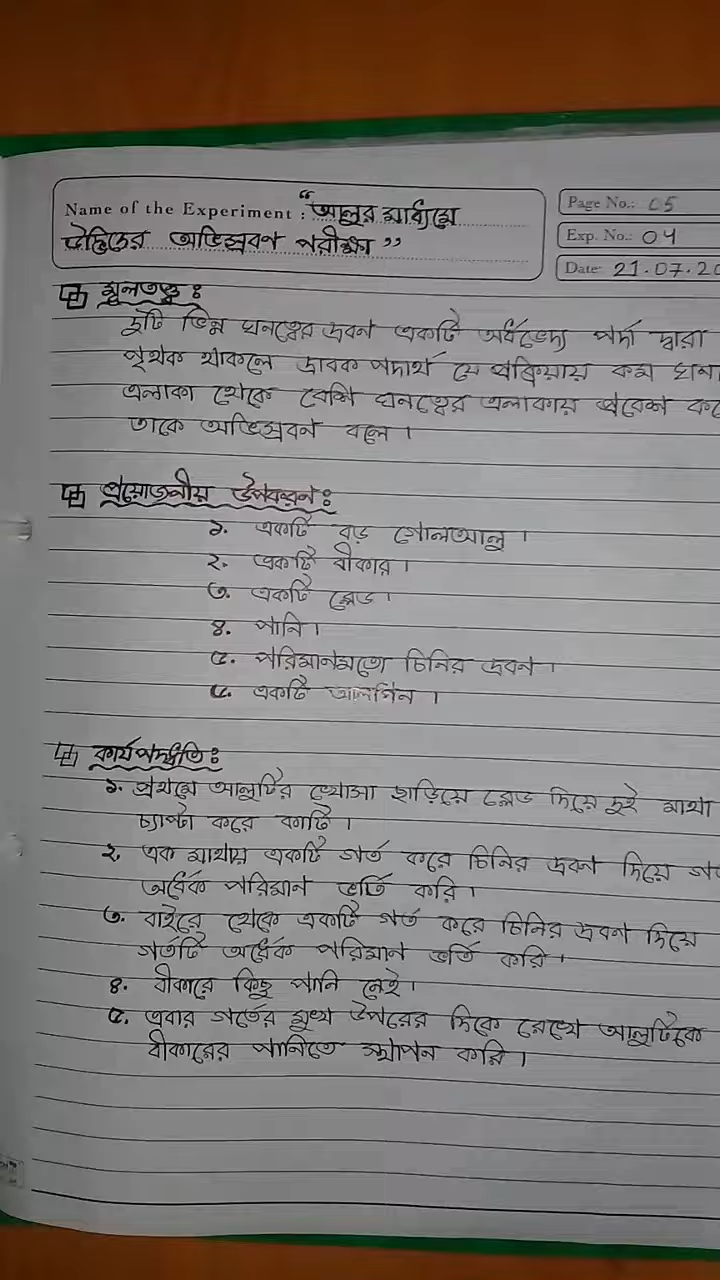 Name of the Experiment : “আলুর মাধ্যমে
উদ্ভিদের অভিস্রবণ পরীক্ষা”
Page No.: 05
Exp. No.: 04
Date: 21.07.20
মূলতত্ত্ব :
দুটি ভিন্ন ঘনত্বের দ্রবণ একটি অর্ধভেদ্য পর্দা দ্বারা
পৃথক থাকলে দ্রাবক পদার্থ যে প্রক্রিয়ায় কম ঘন
এলাকা থেকে বেশি ঘনত্বের এলাকায় প্রবেশ করে
তাকে অভিস্রবণ বলে।
প্রয়োজনীয় উপকরণ :
১. একটি বড় গোলআলু।
২. একটি বীকার।
৩. একটি ব্লেড।
৪. পানি।
৫. পরিমানমতো চিনির দ্রবন।
৫. একটি আলপিন।
কার্যপদ্ধতি :
১. প্রথমে আলুটির খোসা ছাড়িয়ে ব্লেড দিয়ে দুই মাথা
চ্যাপ্টা করে কাটি।
২. এক মাথায় একটি গর্ত করে চিনির দ্রবণ দিয়ে গর্ত
অর্ধেক পরিমান ভর্তি করি।
৩. বাইরে থেকে একটি গর্ত করে চিনির দ্রবণ দিয়ে
গর্তটি অর্ধেক পরিমান ভর্তি করি।
৪. বীকারে কিছু পানি নেই।
৫. এবার গর্তের মুখ উপরের দিকে রেখে আলুটিকে
বীকারের পানিতে স্থাপন করি।